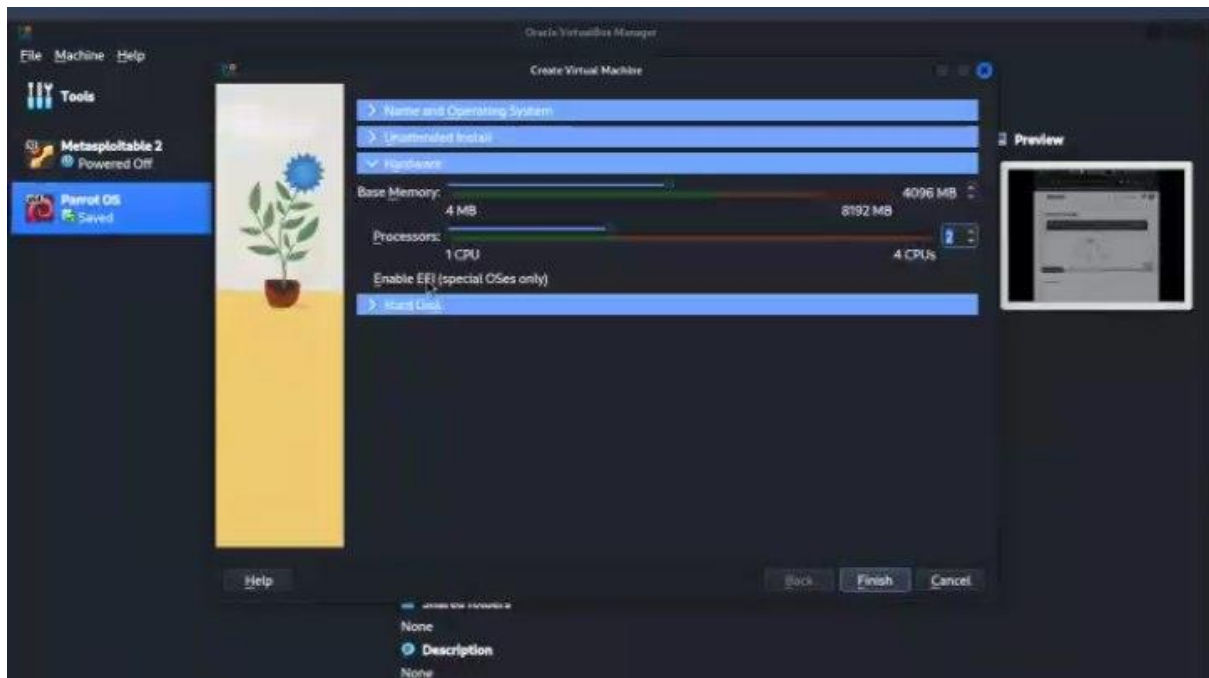 Oracle VirtualBox Manager
File Machine Help
Create Virtual Machine
Tools
Name and Operating System
Unattended Install
Preview
Metasploitable 2
Powered Off
Hardware
Base Memory: 4096 MB
4 MB 8192 MB
Parrot OS
Saved
Processors: 2
1 CPU 4 CPUs
Enable EFI (special OSes only)
Hard Disk
Help Back Finish Cancel
Shared folders
None
Description
None